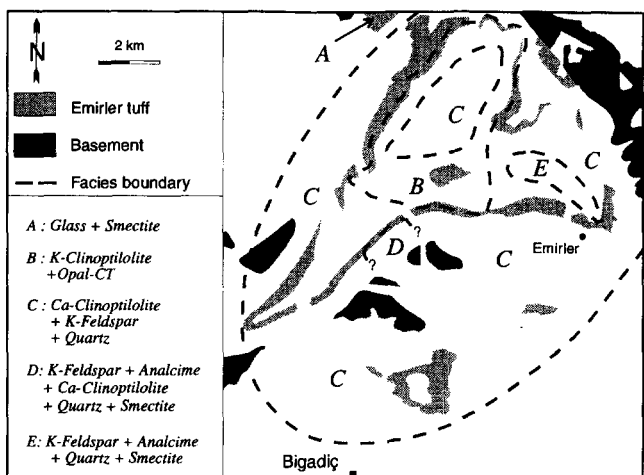 N
2 km
Emirler tuff
Basement
Facies boundary
A : Glass + Smectite
B : K-Clinoptilolite
+Opal-CT
C : Ca-Clinoptilolite
+ K-Feldspar
+ Quartz
D: K-Feldspar + Analcime
+ Ca-Clinoptilolite
+ Quartz + Smectite
E: K-Feldspar + Analcime
+ Quartz + Smectite
A
C
C
E
B
C
D
?
?
C
Emirler
C
Bigadiç